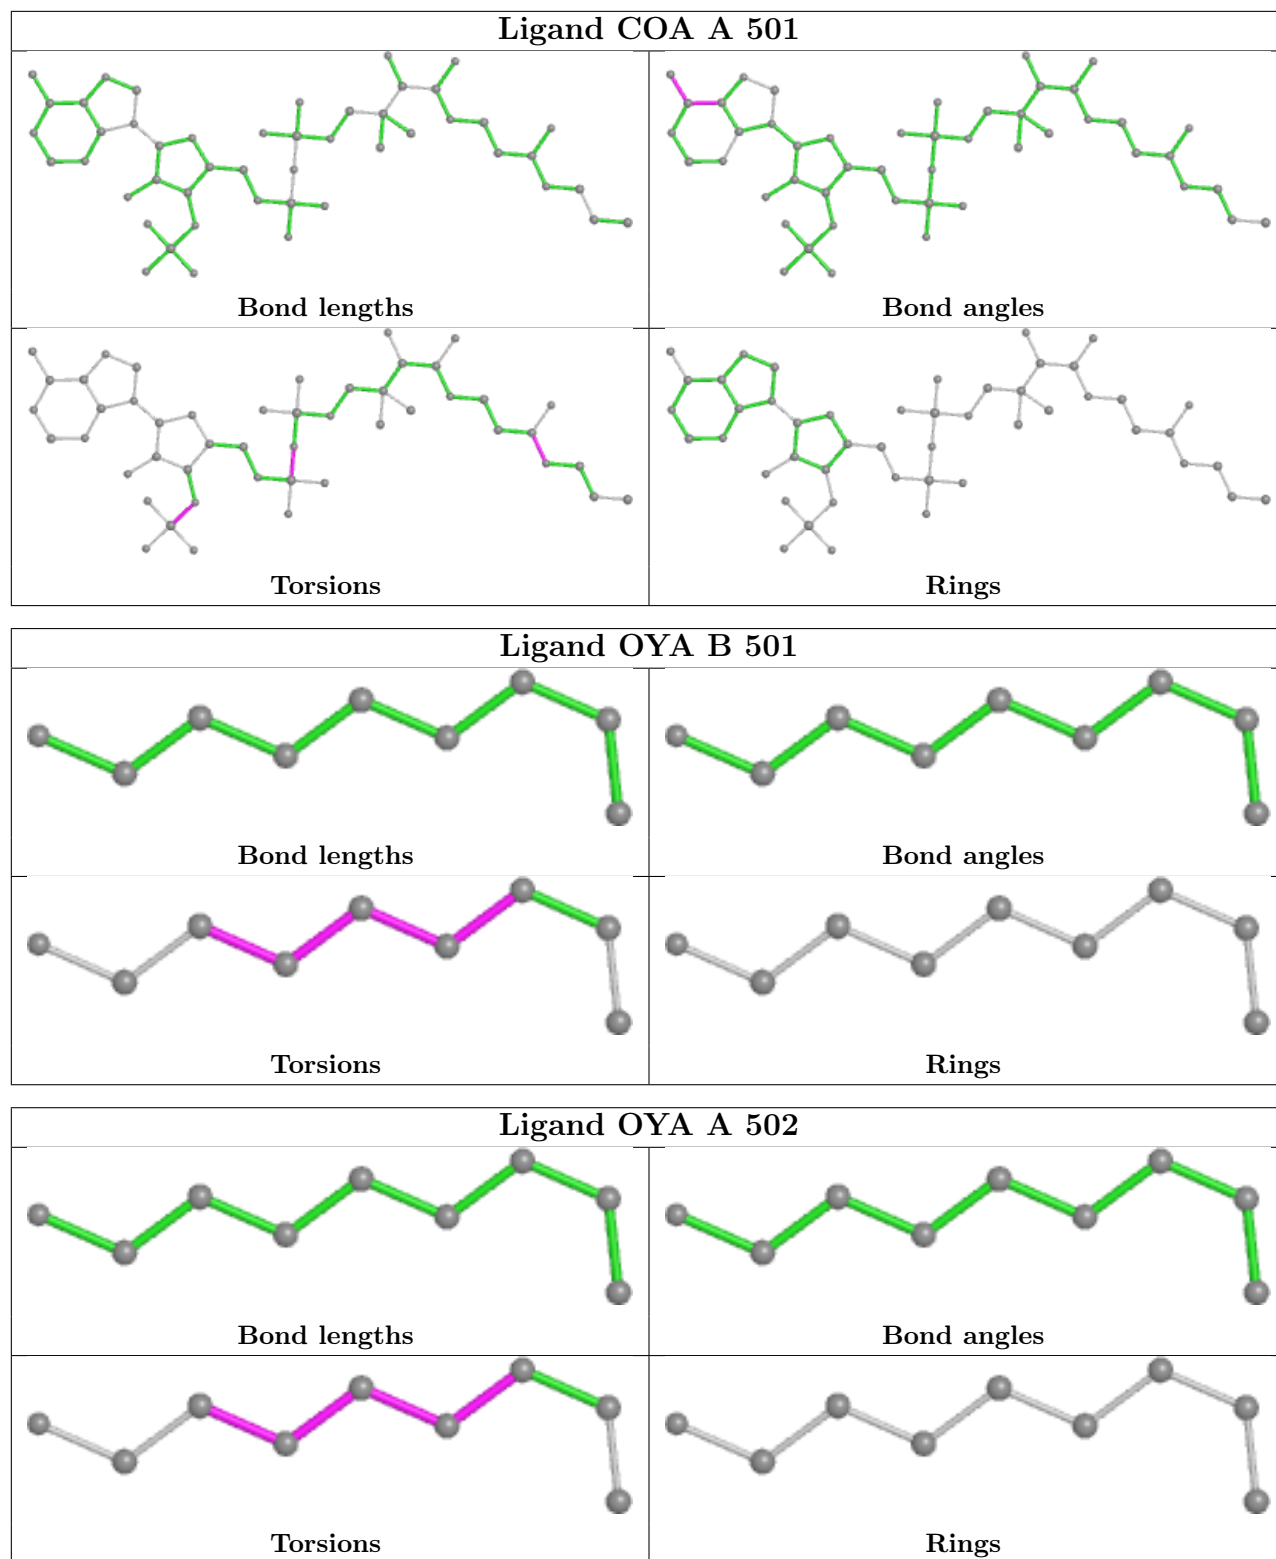 Ligand COA A 501
Bond lengths
Bond angles
Torsions
Rings
Ligand OYA B 501
Bond lengths
Bond angles
Torsions
Rings
Ligand OYA A 502
Bond lengths
Bond angles
Torsions
Rings